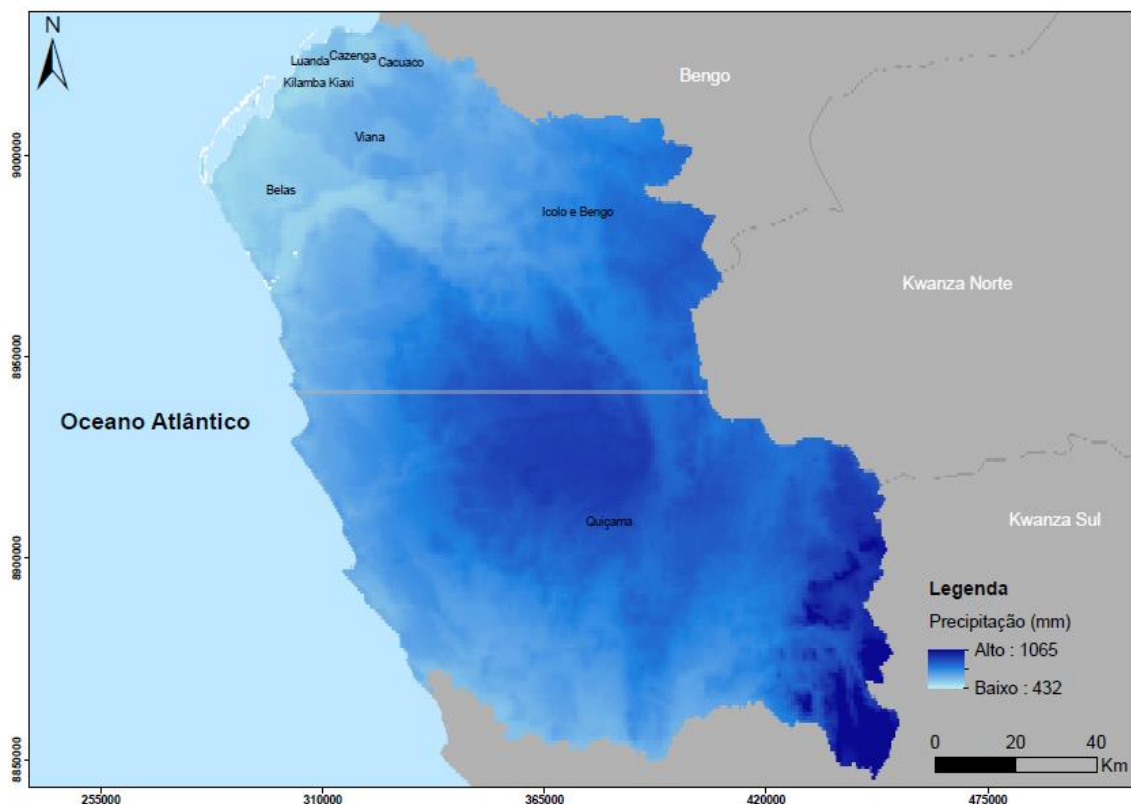 N
Luanda
Cazenga
Cacuaco
Kilamba Kiaxi
Bengo
Viana
Belas
Icolo e Bengo
Kwanza Norte
Oceano Atlântico
Quiçama
Kwanza Sul
Legenda
Precipitação (mm)
Alto : 1065
Baixo : 432
0 20 40
Km
9000000
8950000
8900000
8850000
255000 310000 365000 420000 475000